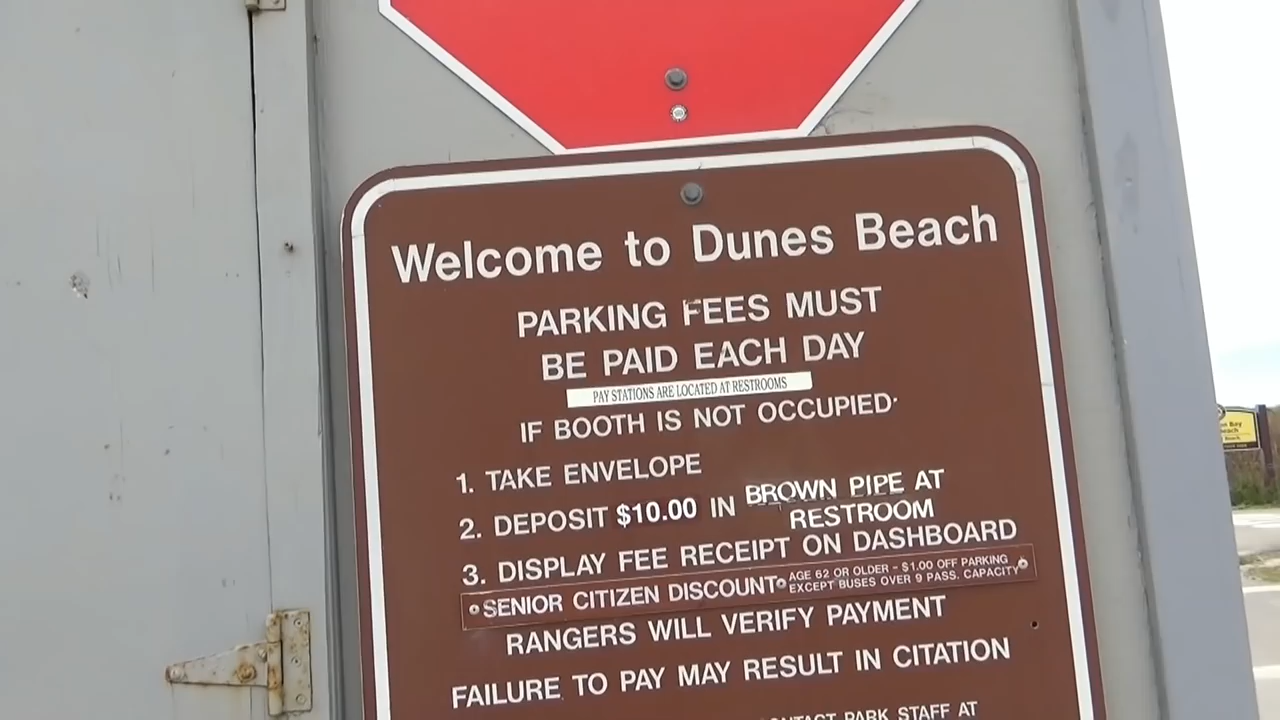 Welcome to Dunes Beach
PARKING FEES MUST
BE PAID EACH DAY
PAY STATIONS ARE LOCATED AT RESTROOMS
IF BOOTH IS NOT OCCUPIED
1. TAKE ENVELOPE
2. DEPOSIT $10.00 IN BROWN PIPE AT
RESTROOM
3. DISPLAY FEE RECEIPT ON DASHBOARD
SENIOR CITIZEN DISCOUNT AGE 62 OR OLDER - $1.00 OFF PARKING
EXCEPT BUSES OVER 9 PASS. CAPACITY
RANGERS WILL VERIFY PAYMENT
FAILURE TO PAY MAY RESULT IN CITATION
CONTACT PARK STAFF AT
Bay
Beach